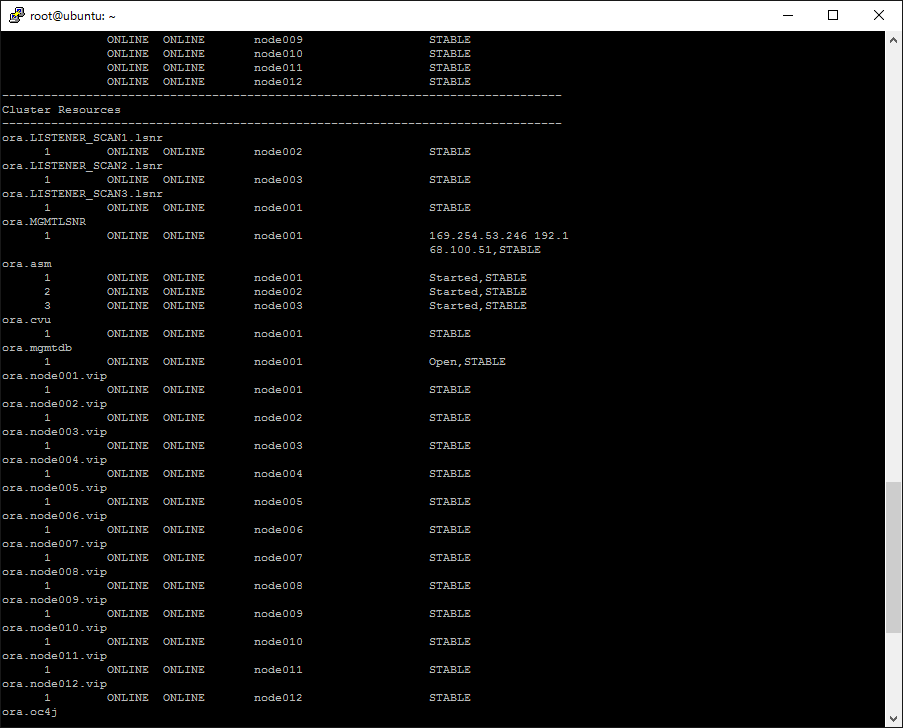 root@ubuntu: ~
ONLINE ONLINE node009 STABLE
ONLINE ONLINE node010 STABLE
ONLINE ONLINE node011 STABLE
ONLINE ONLINE node012 STABLE
--------------------------------------------------------------------------------
Cluster Resources
--------------------------------------------------------------------------------
ora.LISTENER_SCAN1.lsnr
1 ONLINE ONLINE node002 STABLE
ora.LISTENER_SCAN2.lsnr
1 ONLINE ONLINE node003 STABLE
ora.LISTENER_SCAN3.lsnr
1 ONLINE ONLINE node001 STABLE
ora.MGMTLSNR
1 ONLINE ONLINE node001 169.254.53.246 192.1
68.100.51,STABLE
ora.asm
1 ONLINE ONLINE node001 Started,STABLE
2 ONLINE ONLINE node002 Started,STABLE
3 ONLINE ONLINE node003 Started,STABLE
ora.cvu
1 ONLINE ONLINE node001 STABLE
ora.mgmtdb
1 ONLINE ONLINE node001 Open,STABLE
ora.node001.vip
1 ONLINE ONLINE node001 STABLE
ora.node002.vip
1 ONLINE ONLINE node002 STABLE
ora.node003.vip
1 ONLINE ONLINE node003 STABLE
ora.node004.vip
1 ONLINE ONLINE node004 STABLE
ora.node005.vip
1 ONLINE ONLINE node005 STABLE
ora.node006.vip
1 ONLINE ONLINE node006 STABLE
ora.node007.vip
1 ONLINE ONLINE node007 STABLE
ora.node008.vip
1 ONLINE ONLINE node008 STABLE
ora.node009.vip
1 ONLINE ONLINE node009 STABLE
ora.node010.vip
1 ONLINE ONLINE node010 STABLE
ora.node011.vip
1 ONLINE ONLINE node011 STABLE
ora.node012.vip
1 ONLINE ONLINE node012 STABLE
ora.oc4j